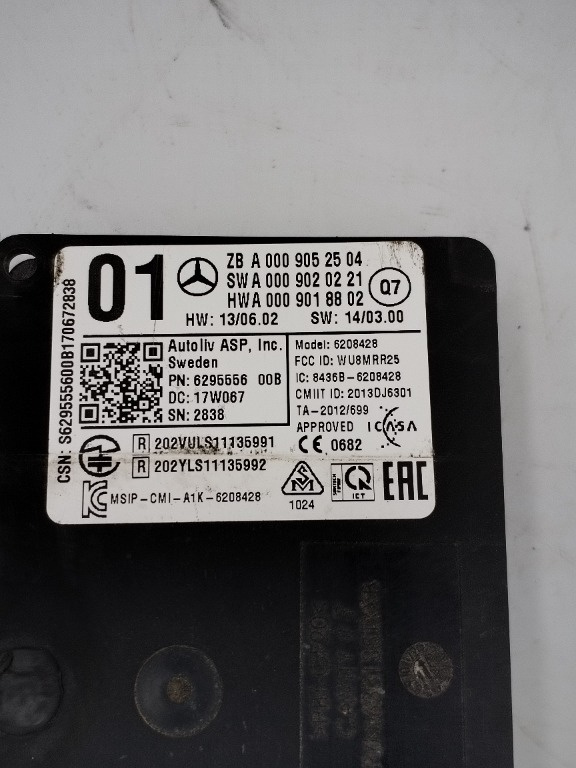 01
ZB A 000 905 25 04
SW A 000 902 02 21
HW A 000 901 88 02
Q7
HW: 13/06.02 SW: 14/03.00
CSN: S6295555600B170672838
Autoliv ASP, Inc.
Sweden
PN: 6295556 00B
DC: 17W067
SN: 2838
Model: 6208428
FCC ID: WU8MRR25
IC: 8436B-6208428
CMIIT ID: 2013DJ6301
TA-2012/699
APPROVED ICASA
CE 0682
R 202VULS11135991
R 202YLS11135992
MSIP-CMI-A1K-6208428
1024
ICT
EAC